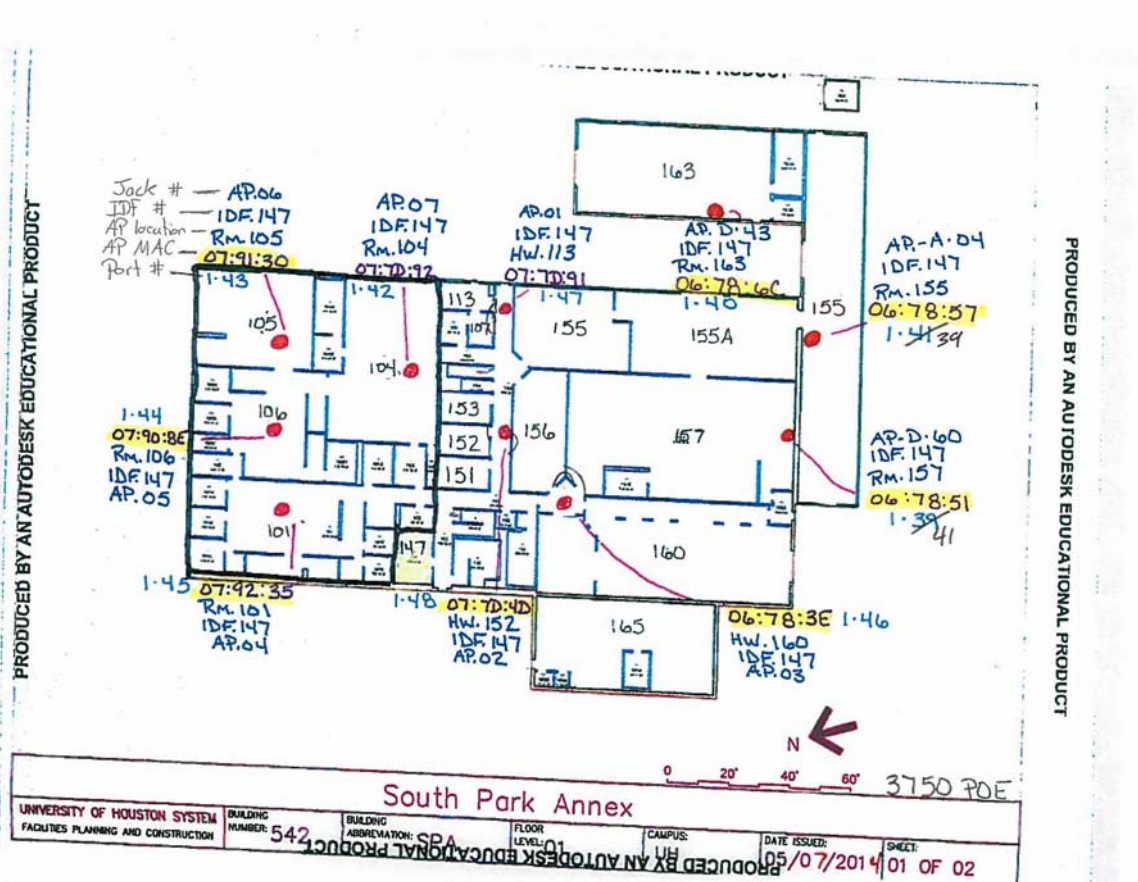 EDUCATIONAL PRODUCT
PRODUCED BY AN AUTODESK EDUCATIONAL PRODUCT
PRODUCED BY AN AUTODESK EDUCATIONAL PRODUCT
Jack # — AP.06
IDF # — IDF.147
AP location — Rm.105
AP MAC — 07:91:30
Port # — 1·43
AP.07
IDF.147
Rm.104
07:7D:92
1·42
AP.01
IDF.147
HW.113
07:7D:91
1·47
163
AP. D·43
IDF.147
Rm.163
06:78:6C
1·40
AP.-A·04
IDF.147
Rm.155
06:78:57
1·41 39
105
104
113
107
155
155A
155
106
153
152
151
156
157
101
147
160
165
1·44
07:90:8E
Rm.106
IDF.147
AP.05
AP-D·60
IDF.147
Rm.157
06:78:51
1·39 41
1·45 07:92:35
Rm.101
IDF.147
AP.04
1·48 07:7D:4D
HW.152
IDF.147
AP.02
06:78:3E 1·46
HW.160
IDF.147
AP.03
N
0 20' 40' 60'
3750 POE
South Park Annex
UNIVERSITY OF HOUSTON SYSTEM
FACILITIES PLANNING AND CONSTRUCTION
BUILDING NUMBER: 542
BUILDING ABBREVIATION: SPA
FLOOR LEVEL: 01
CAMPUS: UH
DATE ISSUED: 05/07/2014
SHEET: 01 OF 02
PRODUCED BY AN AUTODESK EDUCATIONAL PRODUCT